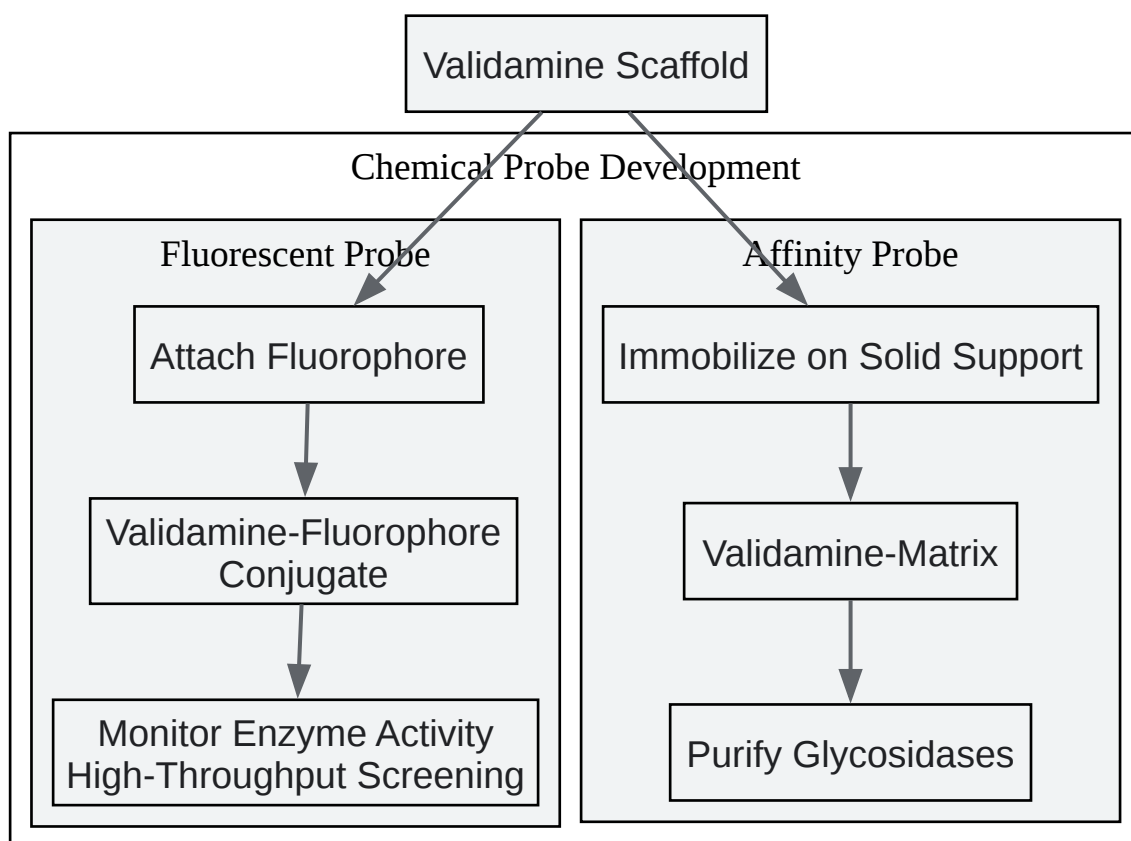 Validamine Scaffold
Chemical Probe Development
Fluorescent Probe
Attach Fluorophore
Validamine-Fluorophore
Conjugate
Monitor Enzyme Activity
High-Throughput Screening
Affinity Probe
Immobilize on Solid Support
Validamine-Matrix
Purify Glycosidases